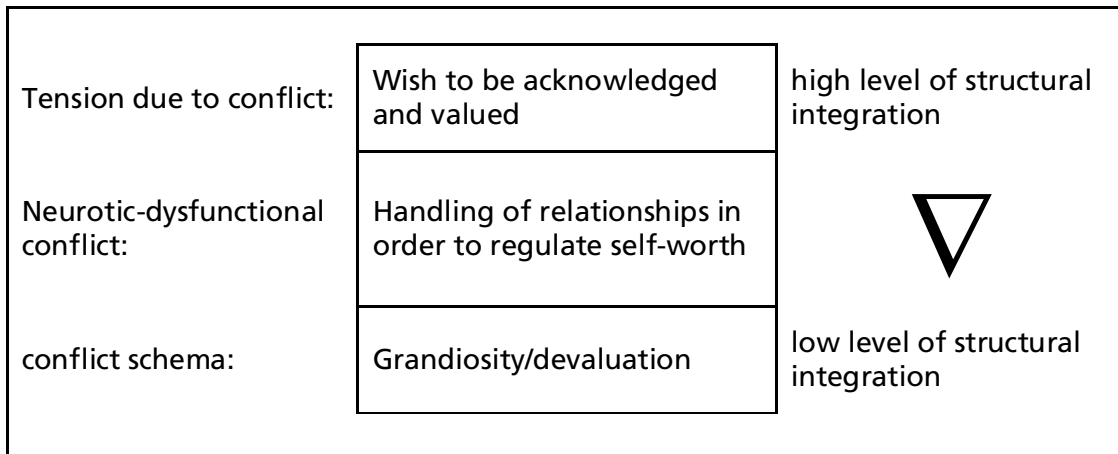 Tension due to conflict:
Wish to be acknowledged
and valued
high level of structural
integration
Neurotic-dysfunctional
conflict:
Handling of relationships in
order to regulate self-worth
conflict schema:
Grandiosity/devaluation
low level of structural
integration